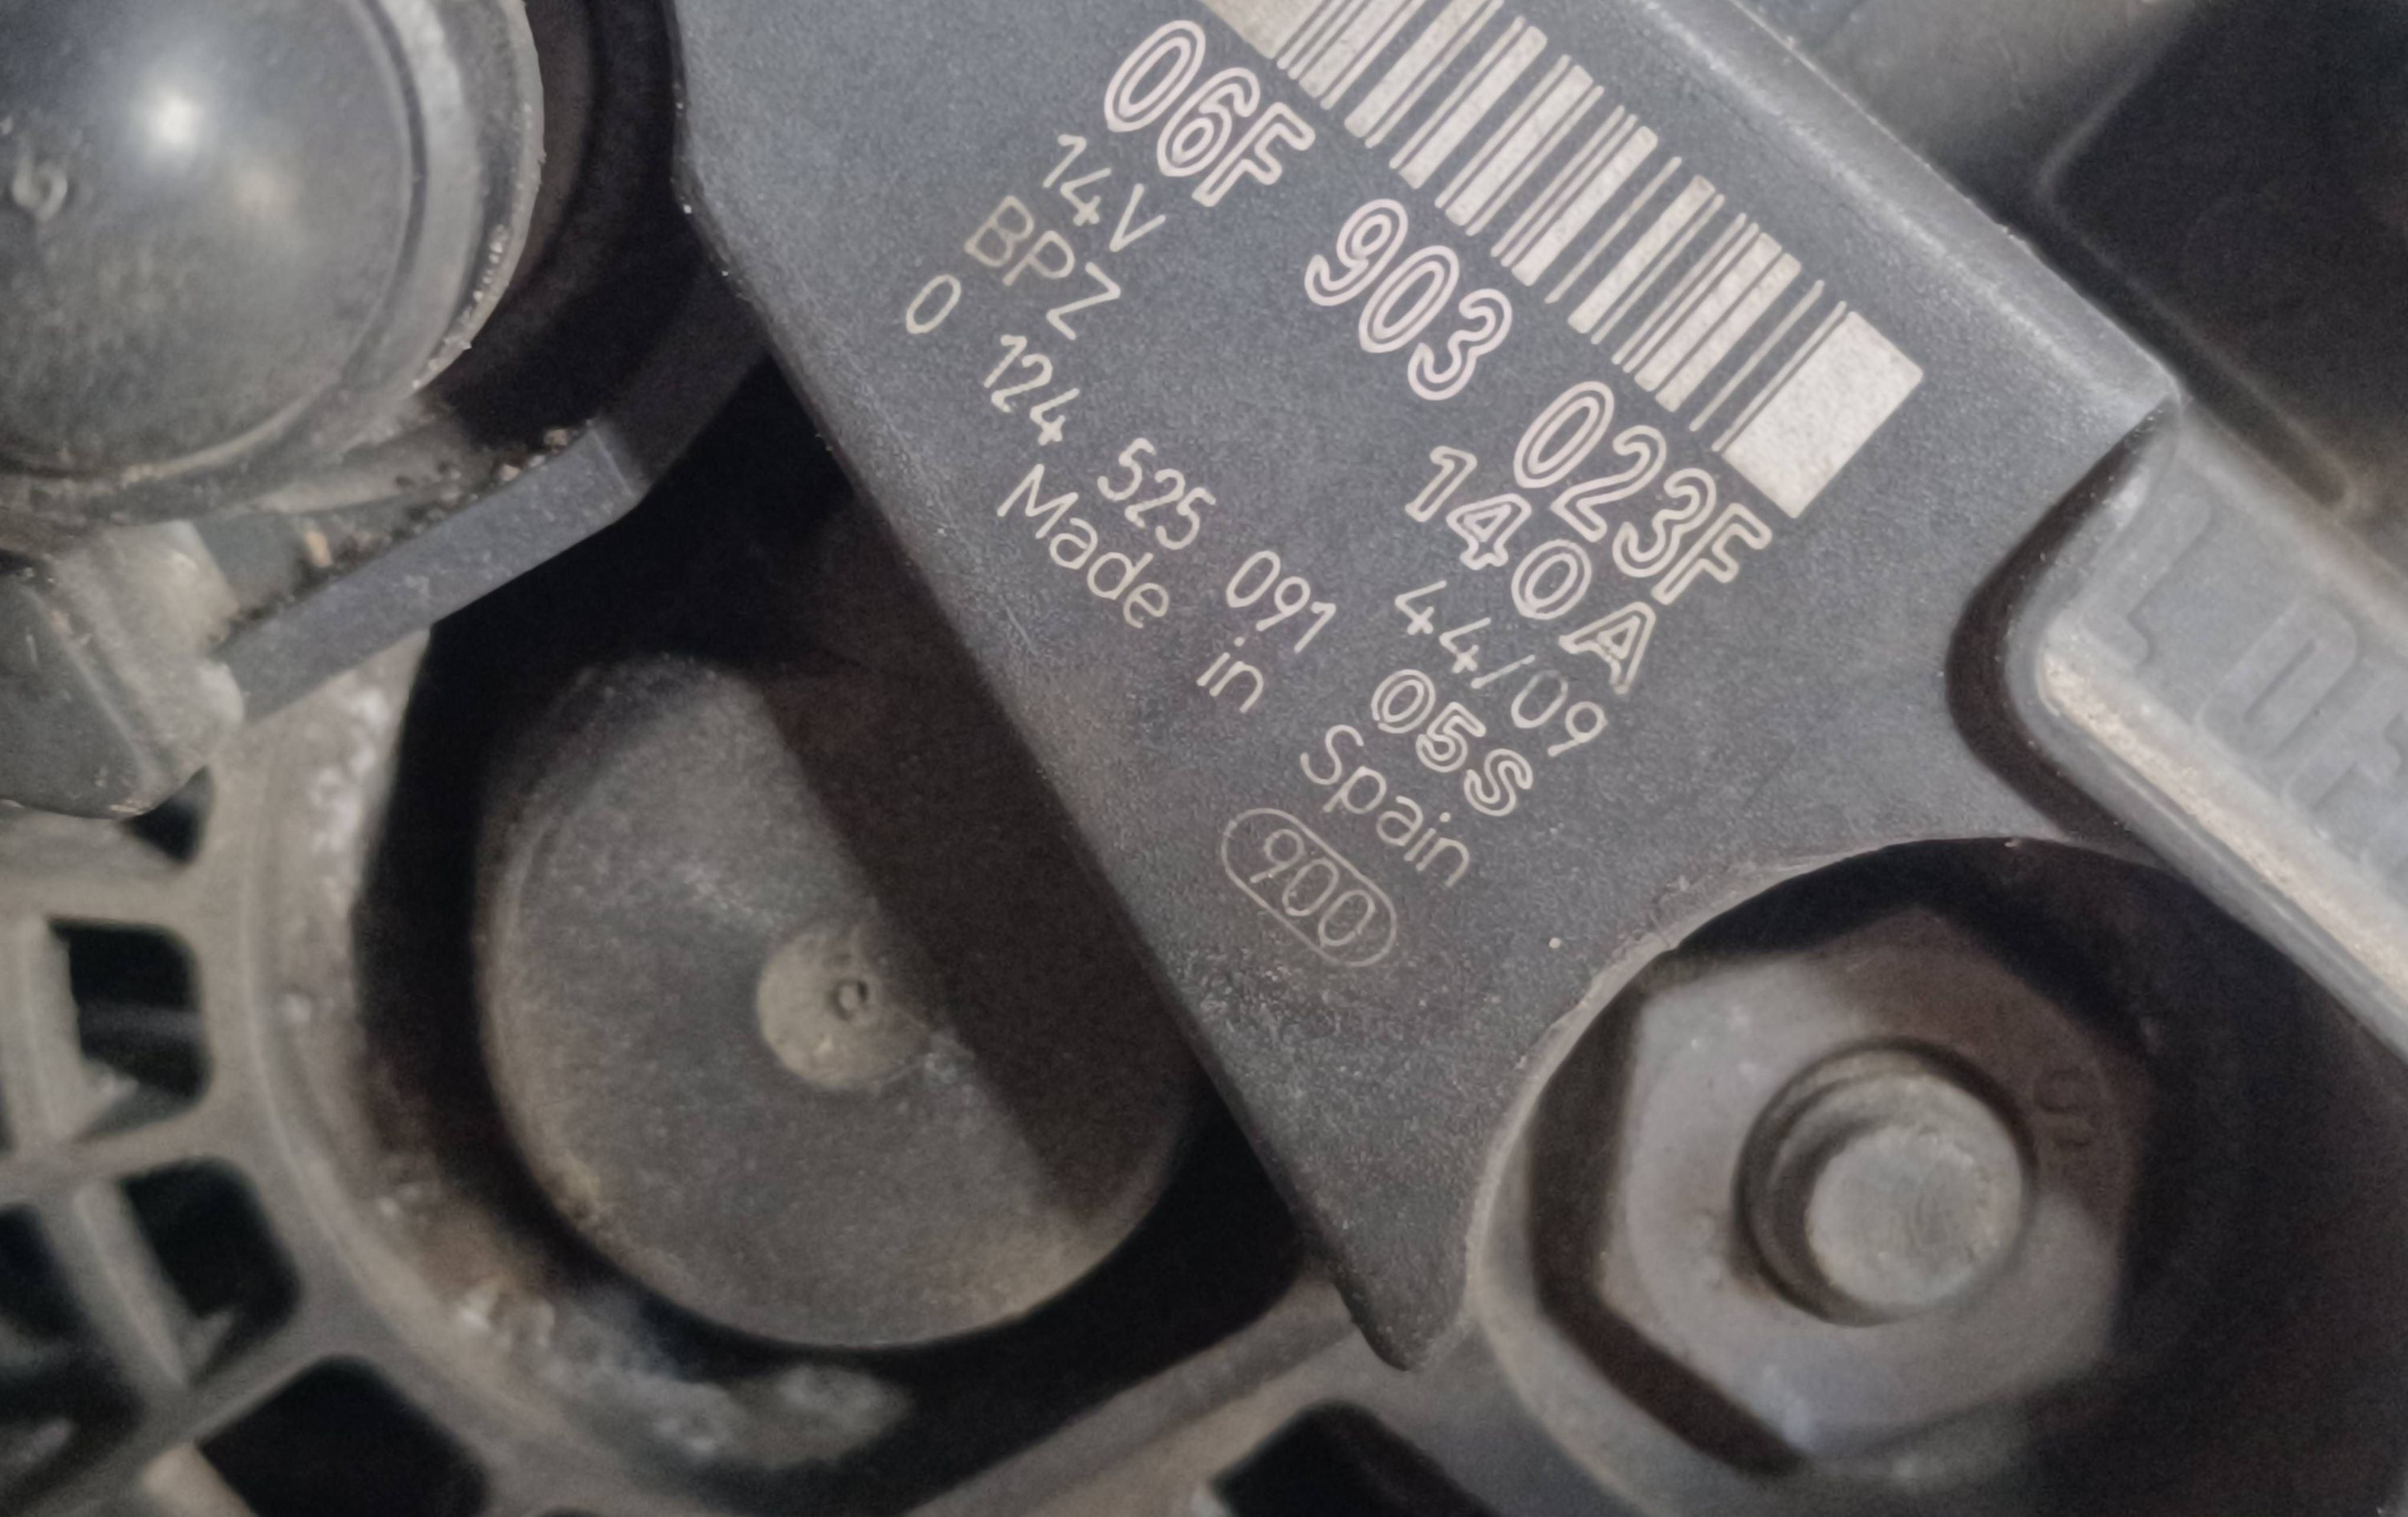 06F 903 023F
14V 140A
BPZ 44/09
0 124 525 091 05S
Made in Spain
900